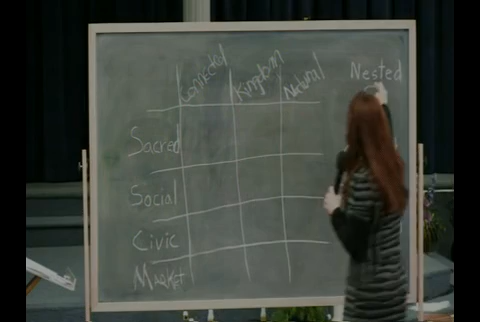 Connected Kingdom Natural Nested
Sacred
Social
Civic
Market